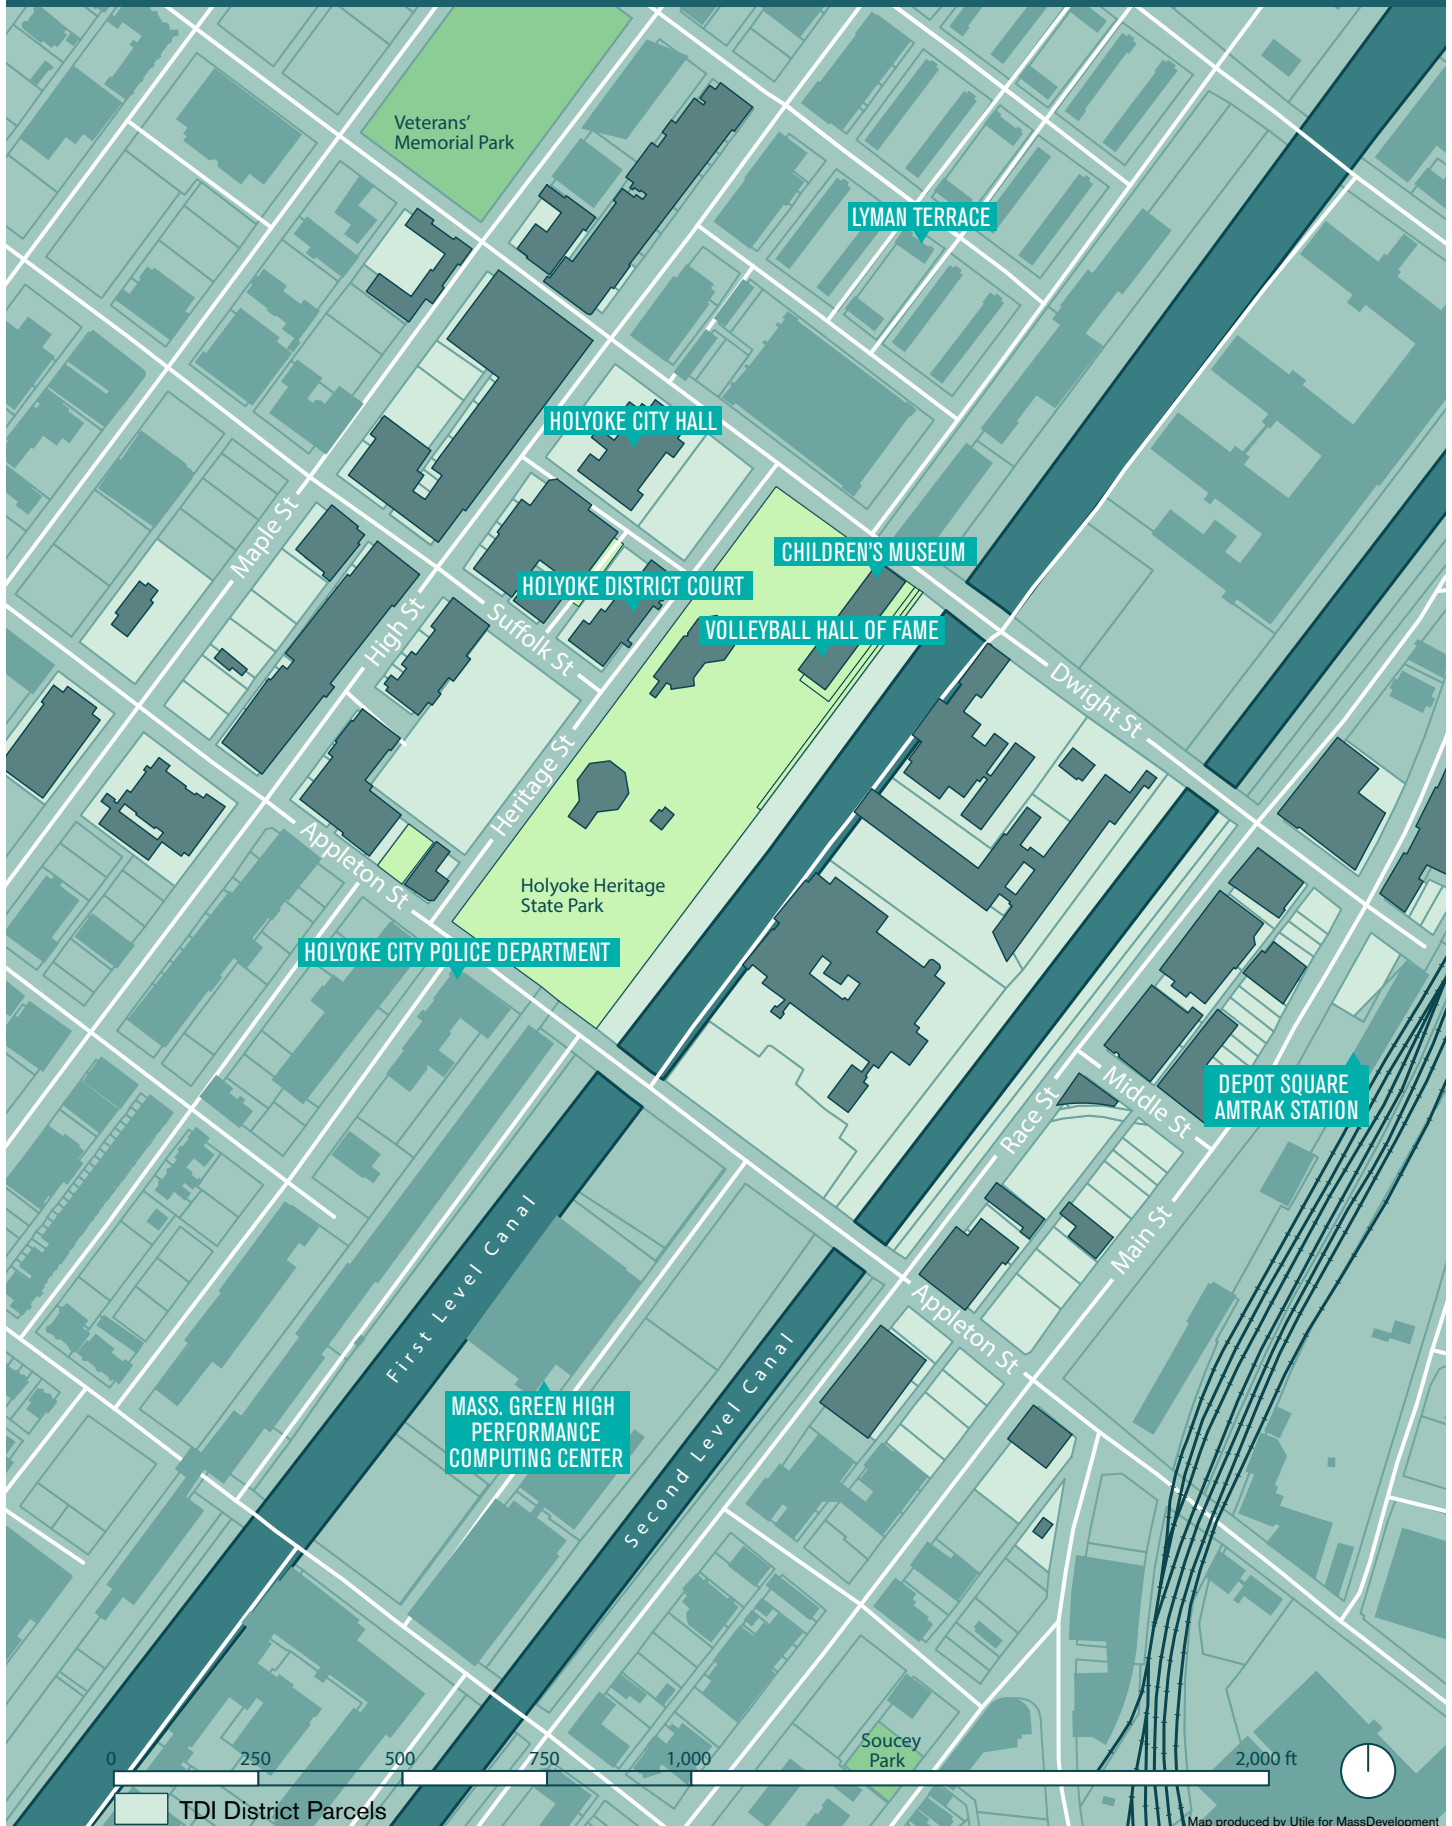 Veterans'
Memorial Park
LYMAN TERRACE
HOLYOKE CITY HALL
Maple St
CHILDREN'S MUSEUM
HOLYOKE DISTRICT COURT
High St
Suffolk St
VOLLEYBALL HALL OF FAME
Dwight St
Heritage St
Appleton St
Holyoke Heritage
State Park
HOLYOKE CITY POLICE DEPARTMENT
Race St
Middle St
DEPOT SQUARE
AMTRAK STATION
Main St
First Level Canal
Appleton St
Second Level Canal
MASS. GREEN HIGH
PERFORMANCE
COMPUTING CENTER
Soucey
Park
0 250 500 750 1,000 2,000 ft
TDI District Parcels
Map produced by Utile for MassDevelopment